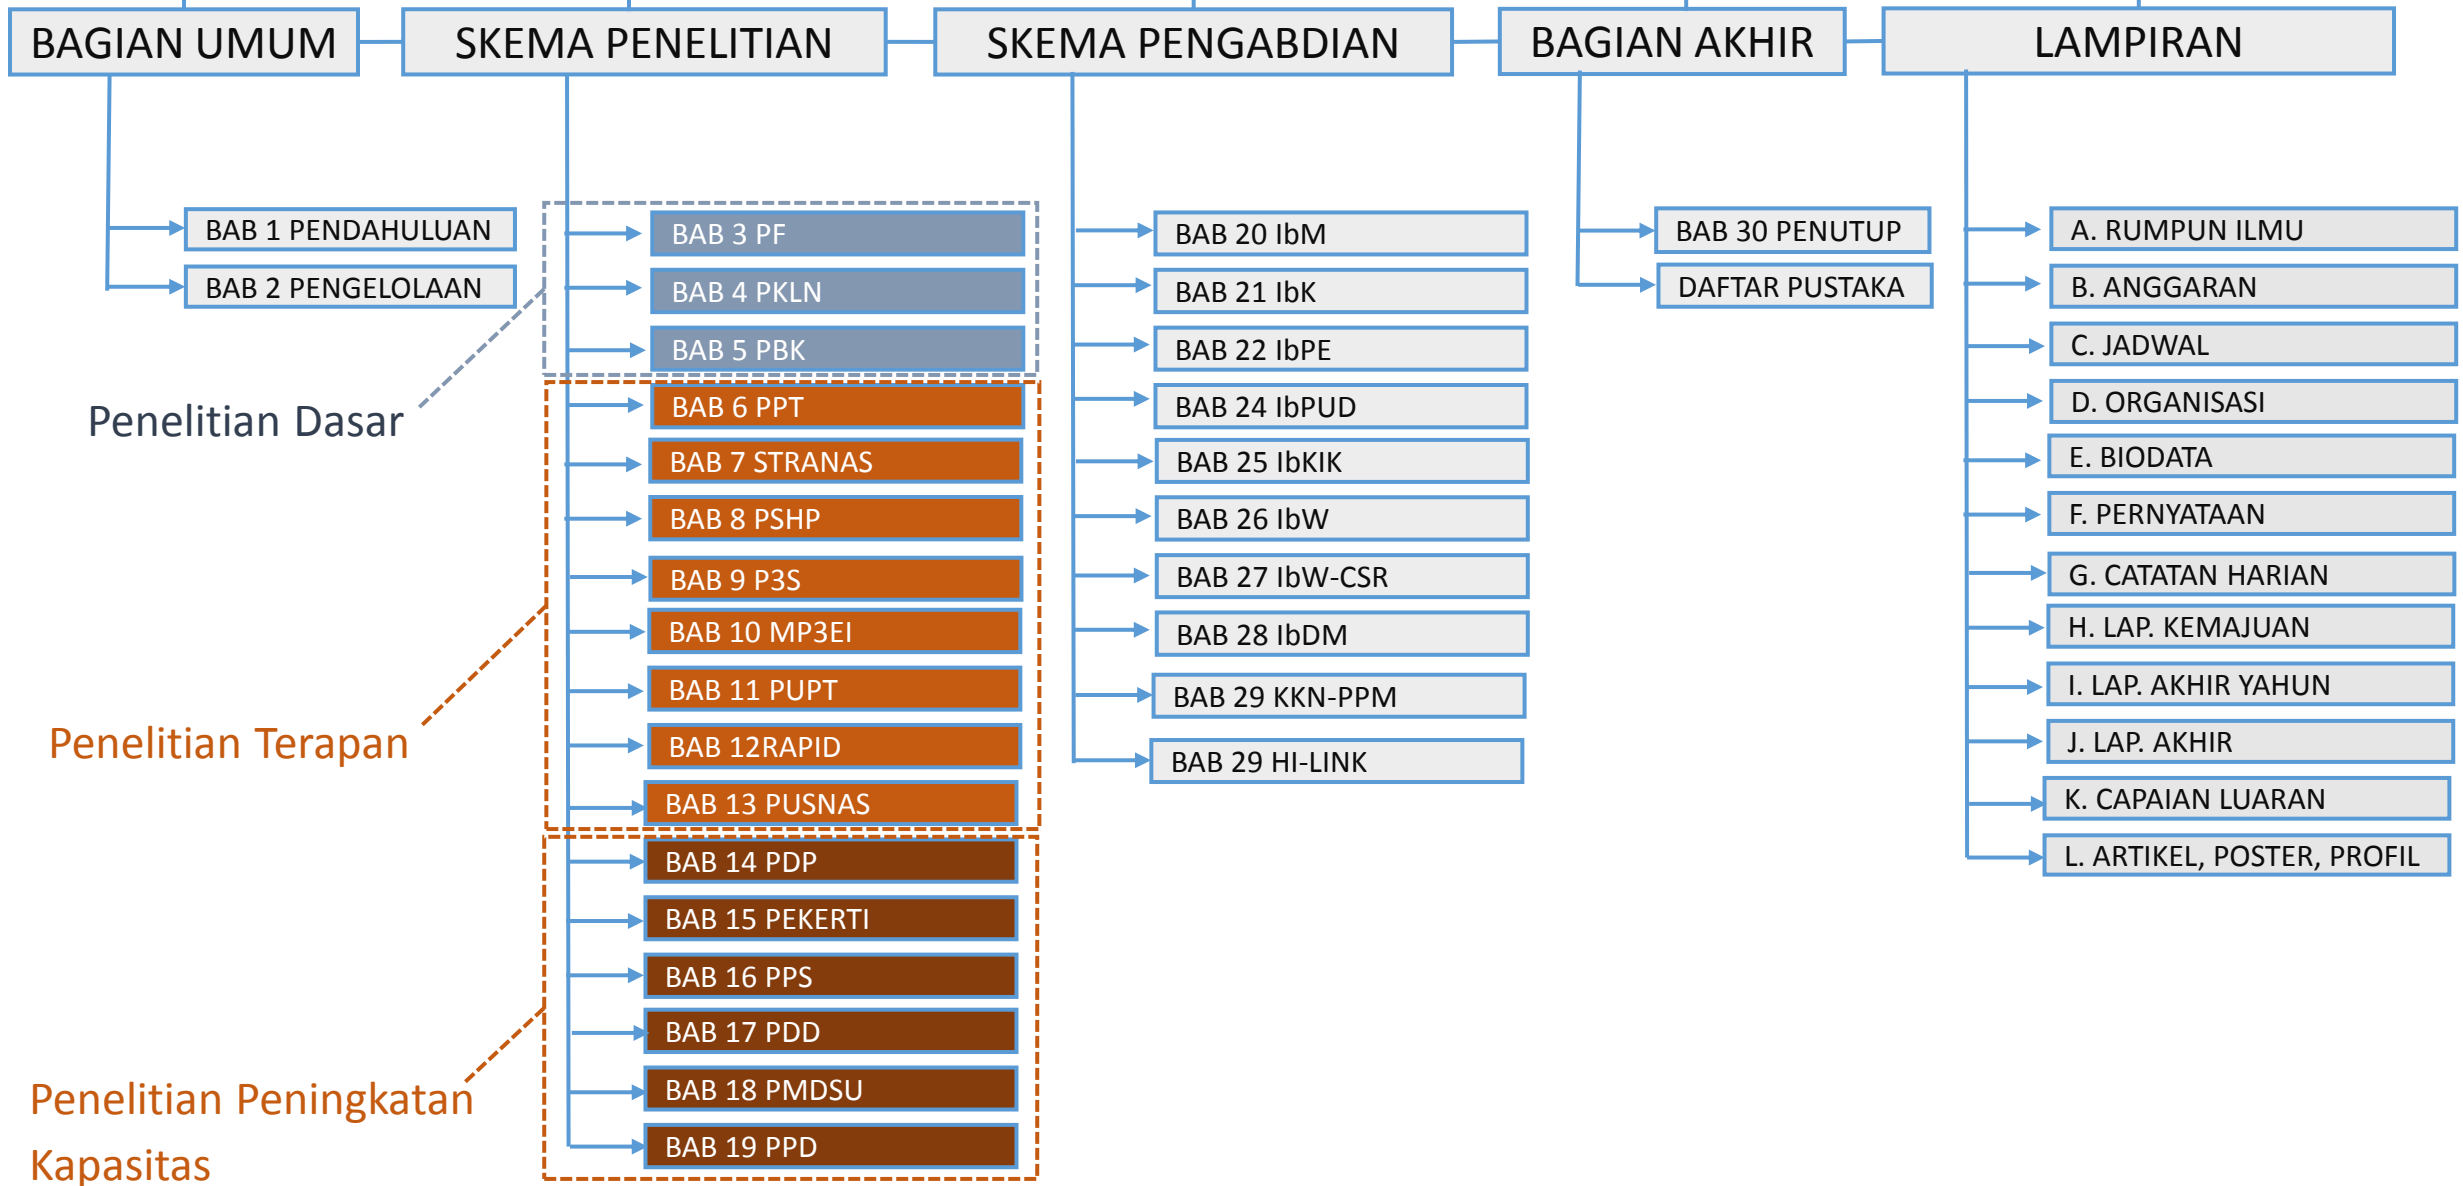 BAGIAN UMUM
SKEMA PENELITIAN
SKEMA PENGABDIAN
BAGIAN AKHIR
LAMPIRAN
BAB 1 PENDAHULUAN
BAB 2 PENGELOLAAN
Penelitian Dasar
Penelitian Terapan
Penelitian Peningkatan
Kapasitas
BAB 3 PF
BAB 4 PKLN
BAB 5 PBK
BAB 6 PPT
BAB 7 STRANAS
BAB 8 PSHP
BAB 9 P3S
BAB 10 MP3EI
BAB 11 PUPT
BAB 12RAPID
BAB 13 PUSNAS
BAB 14 PDP
BAB 15 PEKERTI
BAB 16 PPS
BAB 17 PDD
BAB 18 PMDSU
BAB 19 PPD
BAB 20 IbM
BAB 21 IbK
BAB 22 IbPE
BAB 24 IbPUD
BAB 25 IbKIK
BAB 26 IbW
BAB 27 IbW-CSR
BAB 28 IbDM
BAB 29 KKN-PPM
BAB 29 HI-LINK
BAB 30 PENUTUP
DAFTAR PUSTAKA
A. RUMPUN ILMU
B. ANGGARAN
C. JADWAL
D. ORGANISASI
E. BIODATA
F. PERNYATAAN
G. CATATAN HARIAN
H. LAP. KEMAJUAN
I. LAP. AKHIR YAHUN
J. LAP. AKHIR
K. CAPAIAN LUARAN
L. ARTIKEL, POSTER, PROFIL